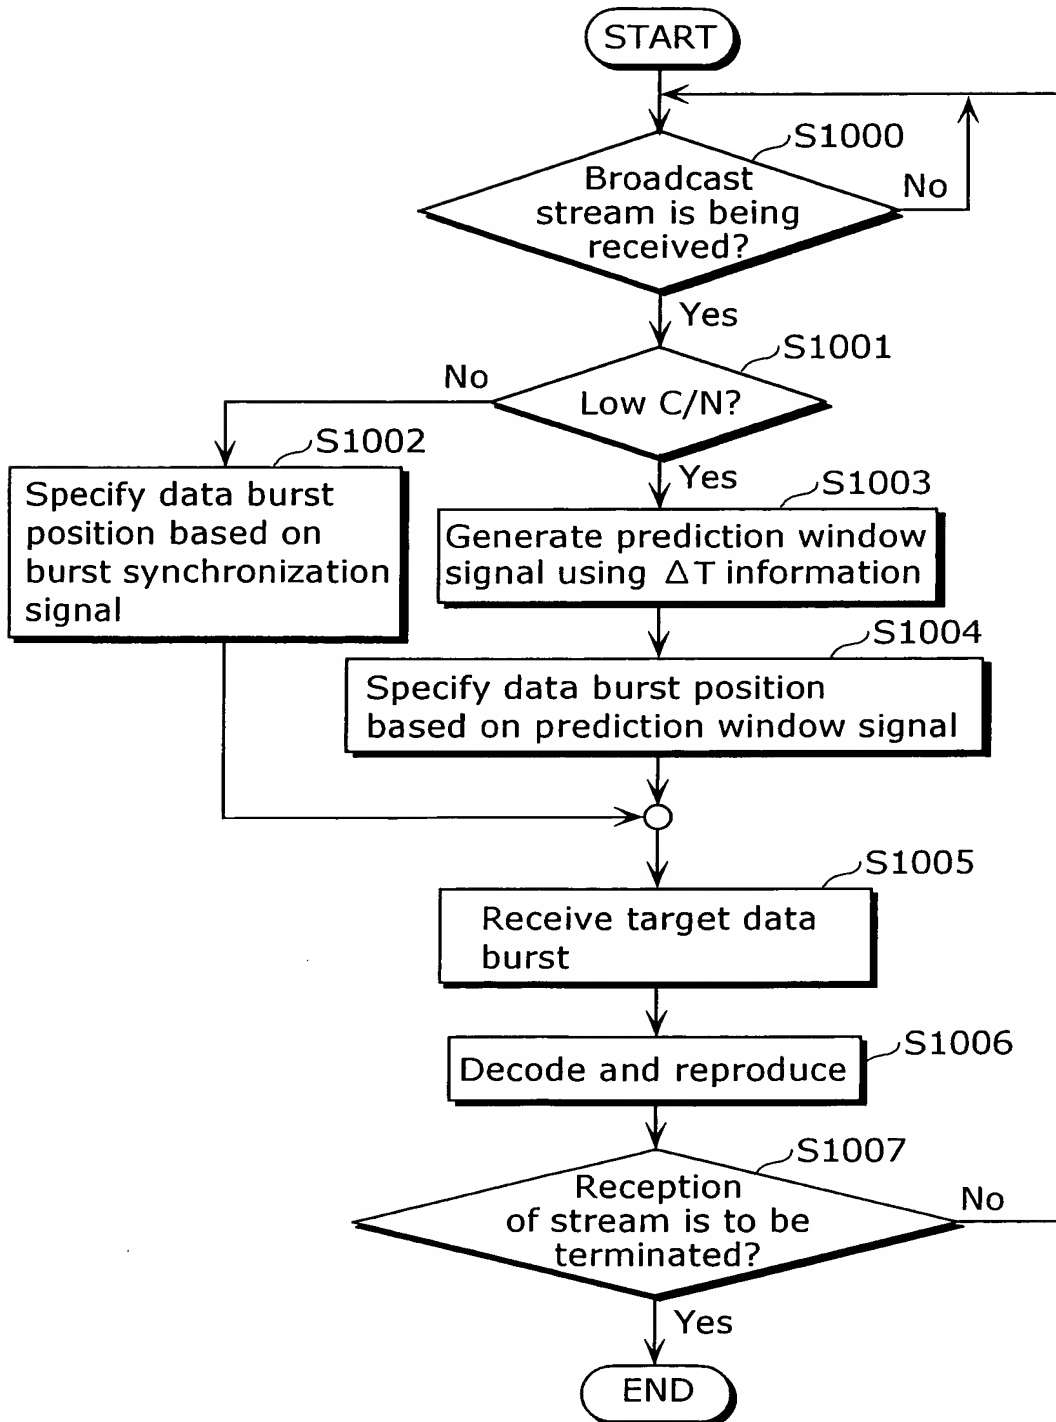 START
S1000
Broadcast
stream is being
received?
No
Yes
S1001
No
Low C/N?
S1002
Yes
S1003
Specify data burst
position based on
burst synchronization
signal
Generate prediction window
signal using ΔT information
S1004
Specify data burst position
based on prediction window signal
S1005
Receive target data
burst
S1006
Decode and reproduce
S1007
Reception
of stream is to be
terminated?
No
Yes
END